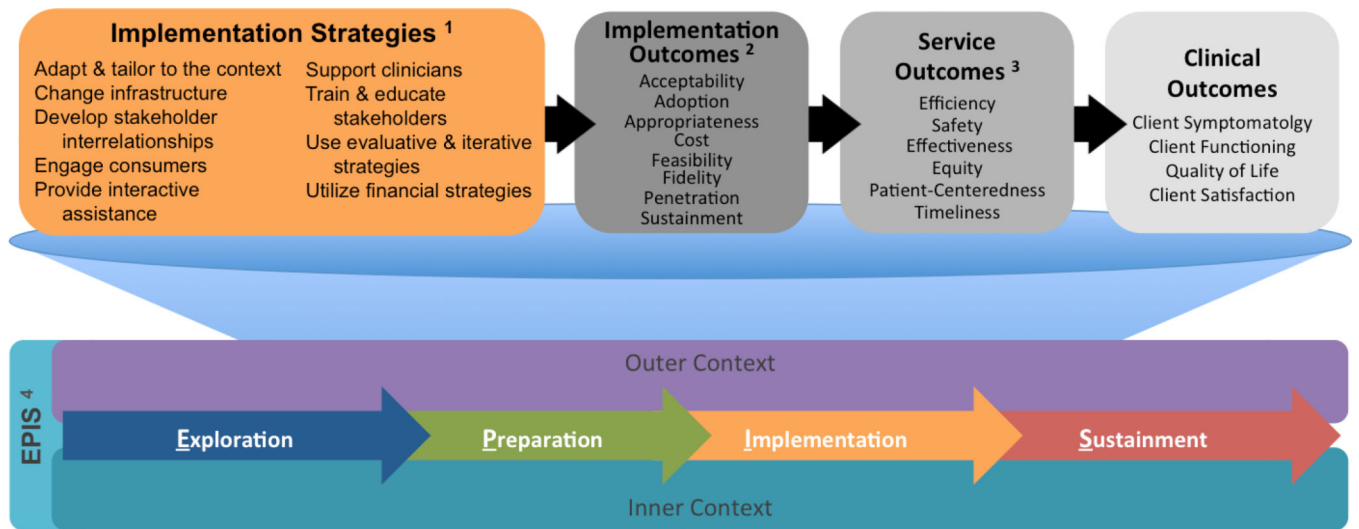 Implementation Strategies 1
Adapt & tailor to the context
Change infrastructure
Develop stakeholder
interrelationships
Engage consumers
Provide interactive
assistance
Support clinicians
Train & educate
stakeholders
Use evaluative & iterative
strategies
Utilize financial strategies
Implementation
Outcomes 2
Acceptability
Adoption
Appropriateness
Cost
Feasibility
Fidelity
Penetration
Sustainment
Service
Outcomes 3
Efficiency
Safety
Effectiveness
Equity
Patient-Centeredness
Timeliness
Clinical
Outcomes
Client Symptomatolgy
Client Functioning
Quality of Life
Client Satisfaction
EPIS 4
Outer Context
Exploration
Preparation
Implementation
Sustainment
Inner Context